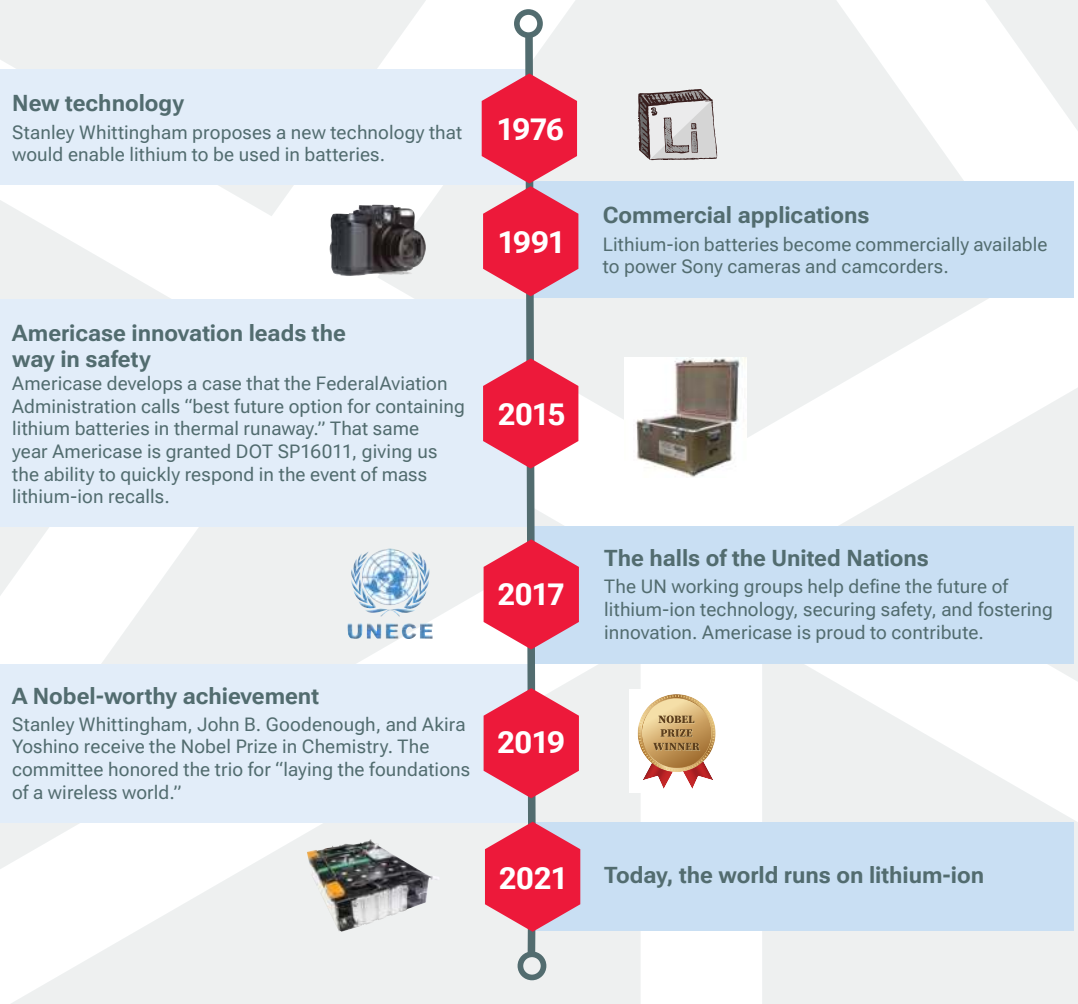 New technology
Stanley Whittingham proposes a new technology that
would enable lithium to be used in batteries.
1976
3
Li
1991
Commercial applications
Lithium-ion batteries become commercially available
to power Sony cameras and camcorders.
Americase innovation leads the
way in safety
Americase develops a case that the FederalAviation
Administration calls “best future option for containing
lithium batteries in thermal runaway.” That same
year Americase is granted DOT SP16011, giving us
the ability to quickly respond in the event of mass
lithium-ion recalls.
2015
UNECE
2017
The halls of the United Nations
The UN working groups help define the future of
lithium-ion technology, securing safety, and fostering
innovation. Americase is proud to contribute.
A Nobel-worthy achievement
Stanley Whittingham, John B. Goodenough, and Akira
Yoshino receive the Nobel Prize in Chemistry. The
committee honored the trio for “laying the foundations
of a wireless world.”
2019
NOBEL
PRIZE
WINNER
2021
Today, the world runs on lithium-ion